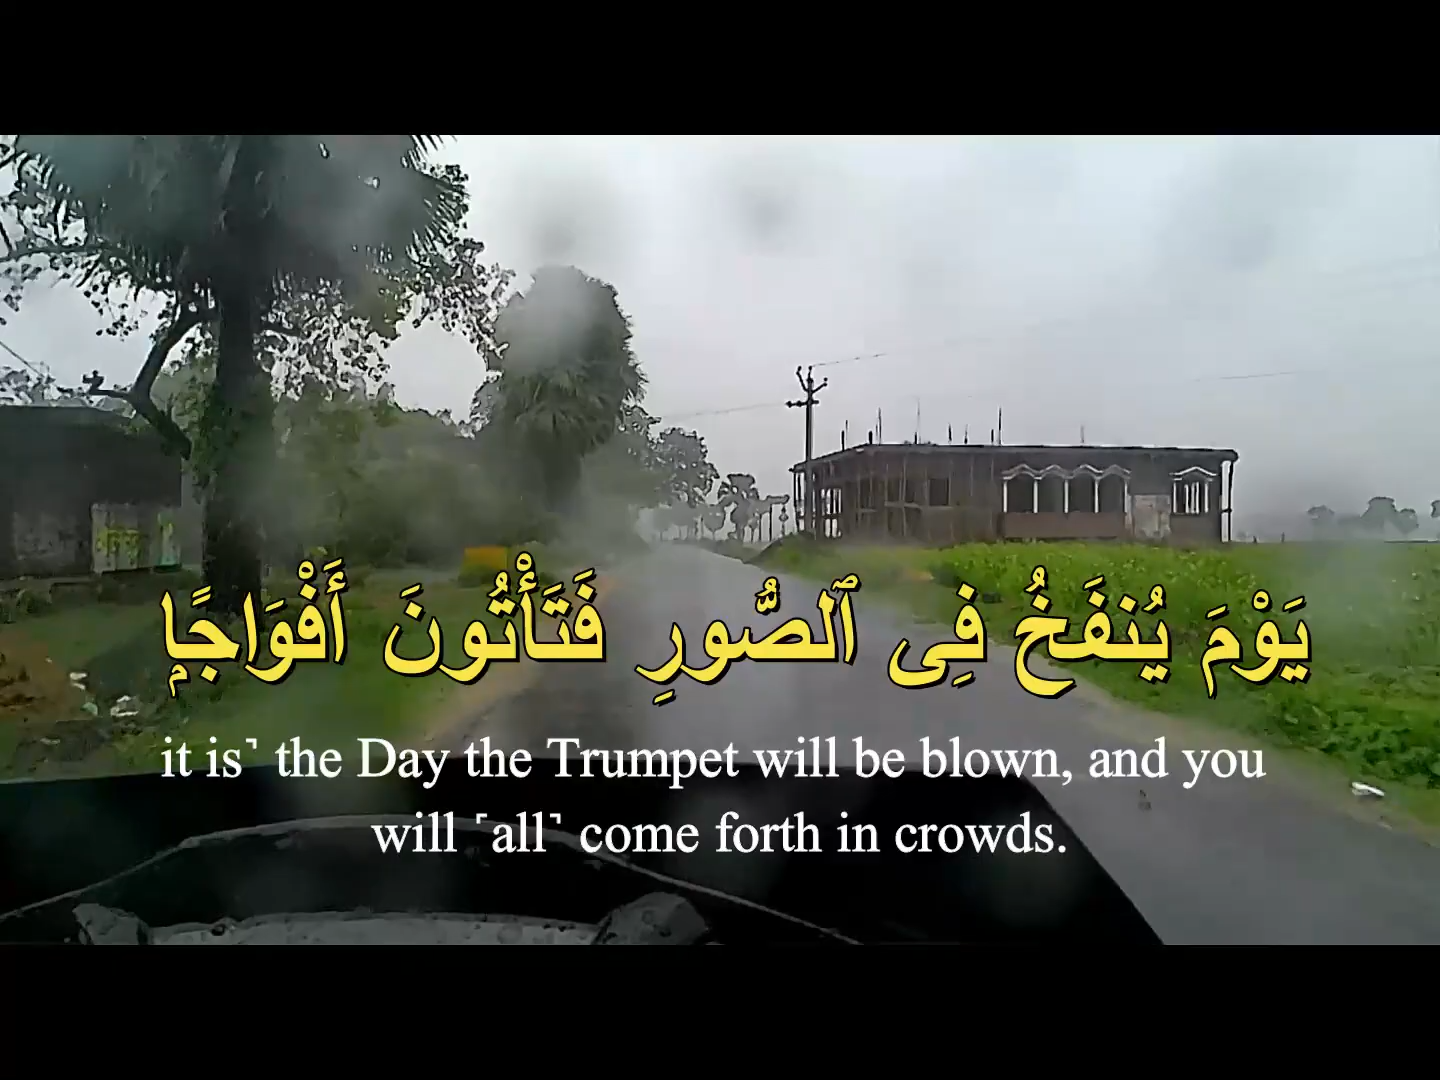 يَوْمَ يُنفَخُ فِى ٱلصُّورِ فَتَأْتُونَ أَفْوَاجًۭا
it is˺ the Day the Trumpet will be blown, and you
will ˹all˺ come forth in crowds.